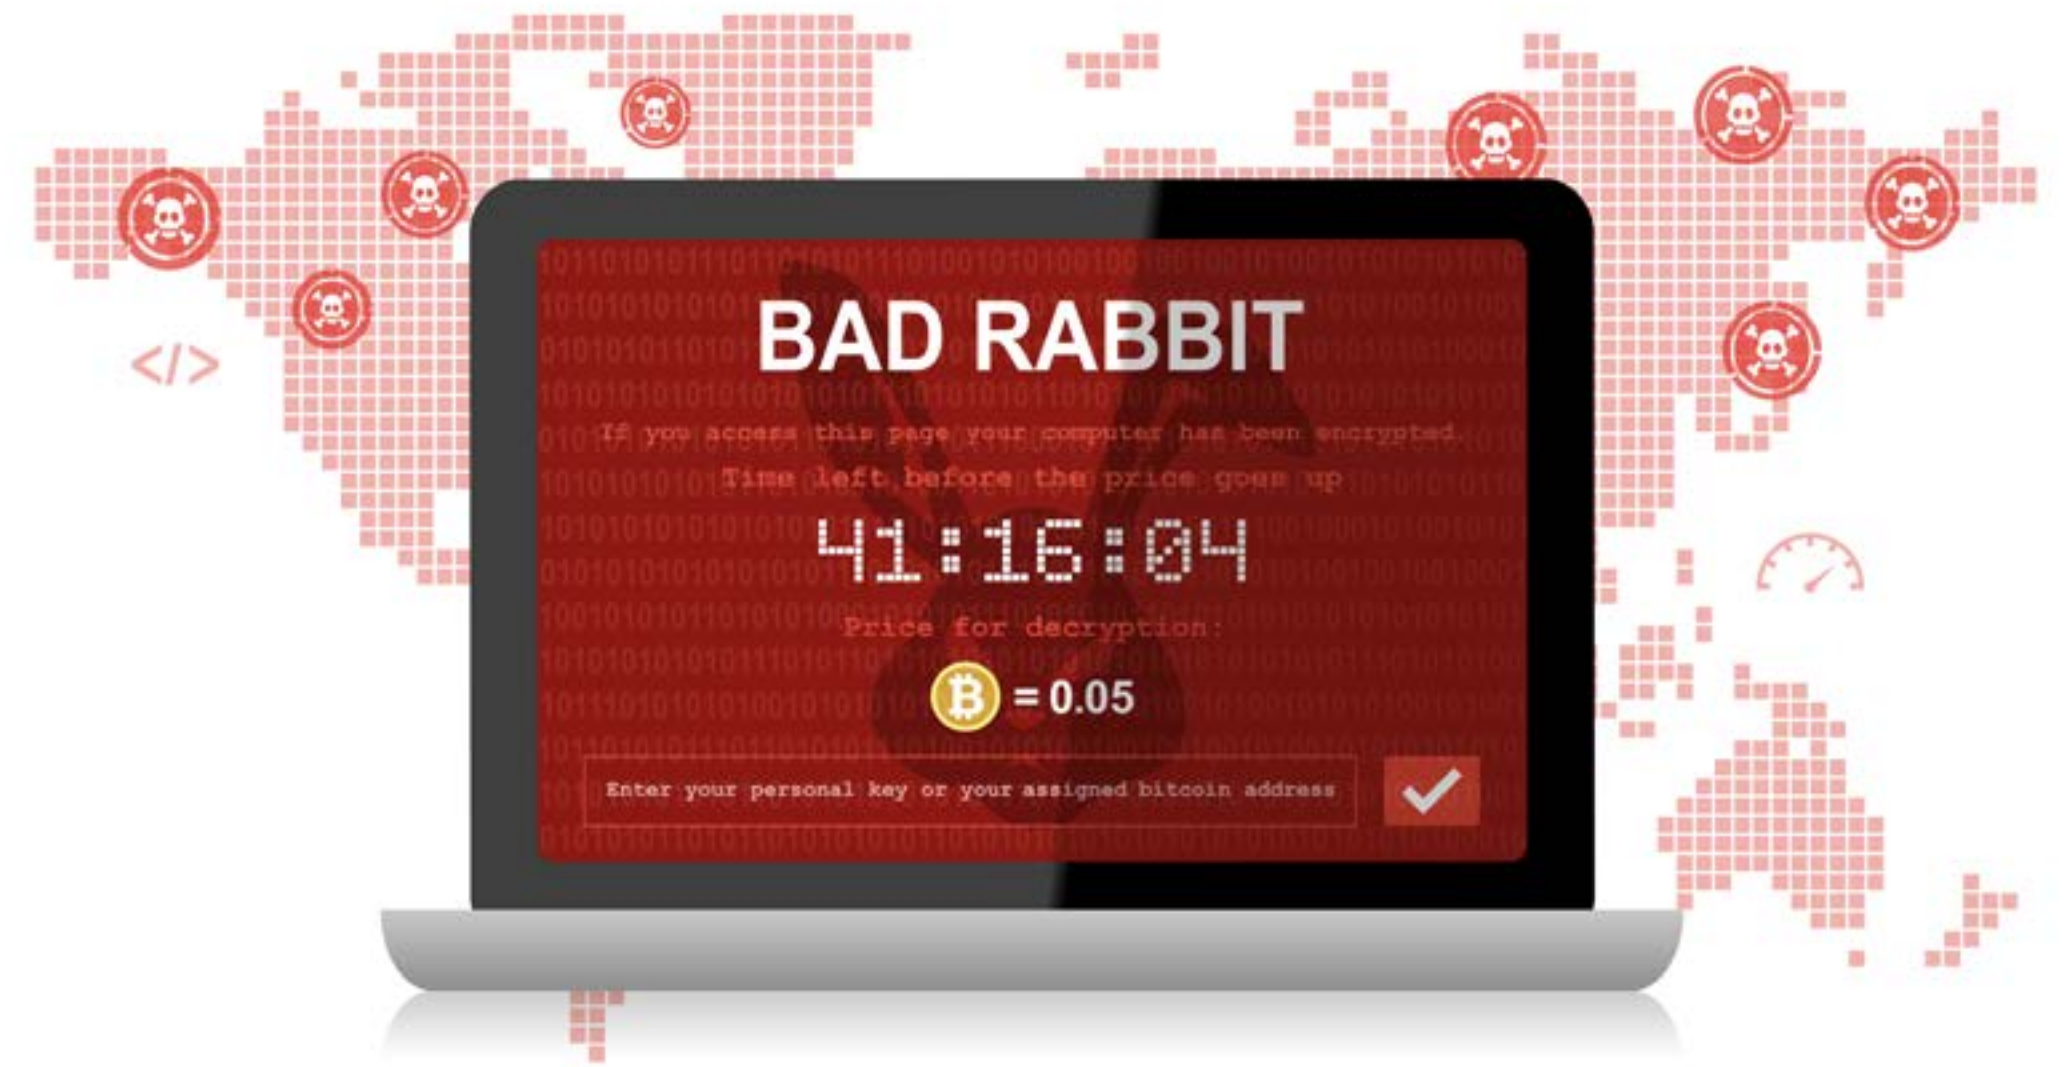 BAD RABBIT
If you access this page your computer has been encrypted.
Time left before the price goes up
41:16:04
Price for decryption:
₿ = 0.05
Enter your personal key or your assigned bitcoin address
</>